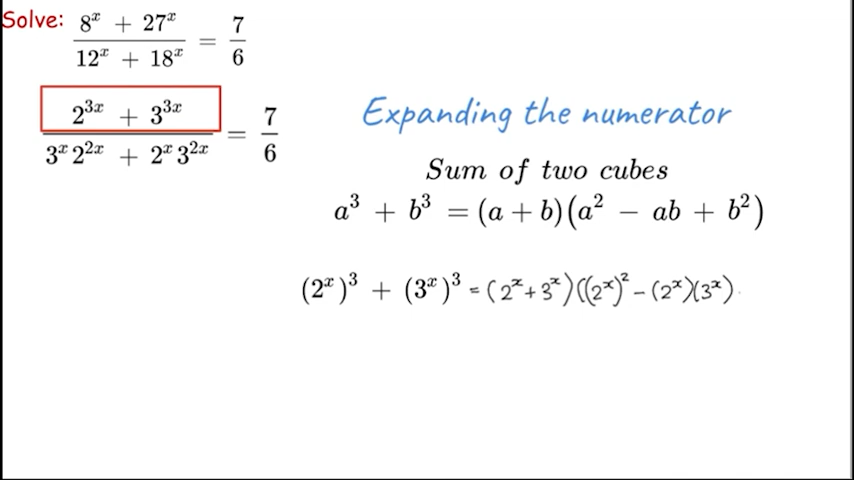 Solve: (8^x + 27^x)/(12^x + 18^x) = 7/6
(2^{3x} + 3^{3x})/(3^x 2^{2x} + 2^x 3^{2x}) = 7/6
Expanding the numerator
Sum of two cubes
a^3 + b^3 = (a + b)(a^2 − ab + b^2)
(2^x)^3 + (3^x)^3 = (2^x + 3^x)((2^x)^2 − (2^x)(3^x)